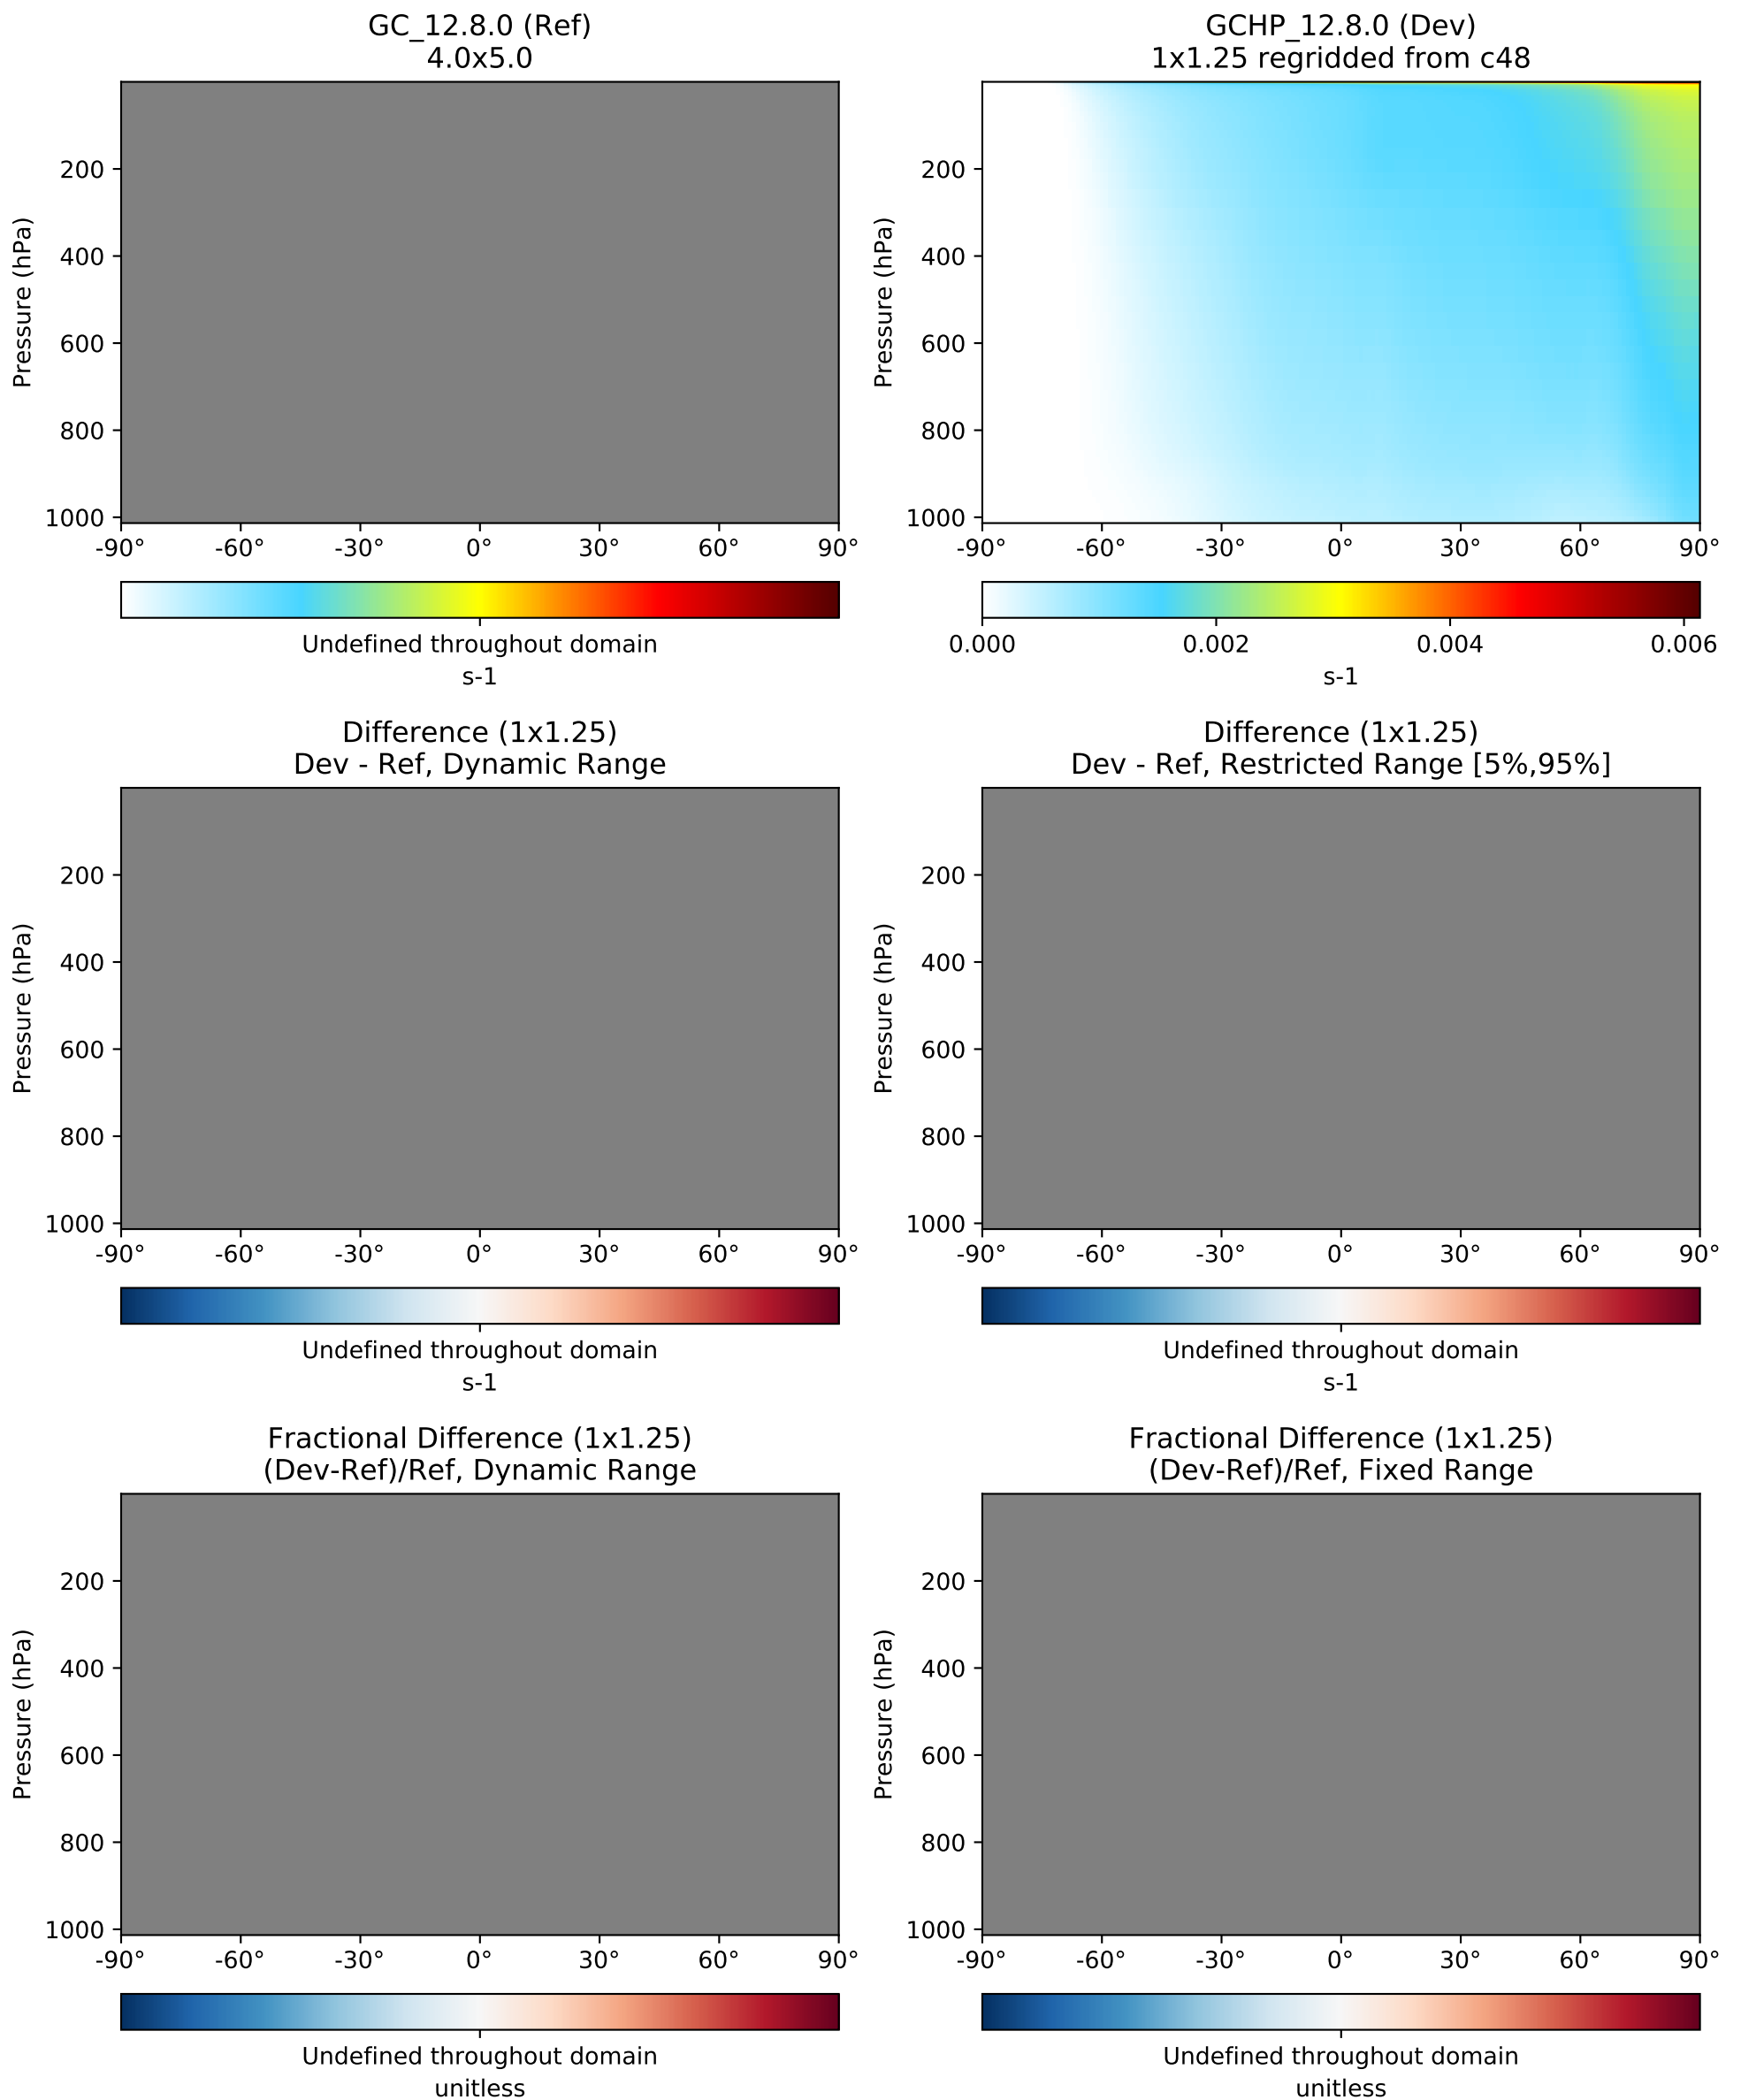 GC_12.8.0 (Ref)
4.0x5.0
Pressure (hPa)
200
400
600
800
1000
-90° -60° -30° 0° 30° 60° 90°
Undefined throughout domain
s-1
GCHP_12.8.0 (Dev)
1x1.25 regridded from c48
Pressure (hPa)
200
400
600
800
1000
-90° -60° -30° 0° 30° 60° 90°
0.000 0.002 0.004 0.006
s-1
Difference (1x1.25)
Dev - Ref, Dynamic Range
Pressure (hPa)
200
400
600
800
1000
-90° -60° -30° 0° 30° 60° 90°
Undefined throughout domain
s-1
Difference (1x1.25)
Dev - Ref, Restricted Range [5%,95%]
Pressure (hPa)
200
400
600
800
1000
-90° -60° -30° 0° 30° 60° 90°
Undefined throughout domain
s-1
Fractional Difference (1x1.25)
(Dev-Ref)/Ref, Dynamic Range
Pressure (hPa)
200
400
600
800
1000
-90° -60° -30° 0° 30° 60° 90°
Undefined throughout domain
unitless
Fractional Difference (1x1.25)
(Dev-Ref)/Ref, Fixed Range
Pressure (hPa)
200
400
600
800
1000
-90° -60° -30° 0° 30° 60° 90°
Undefined throughout domain
unitless